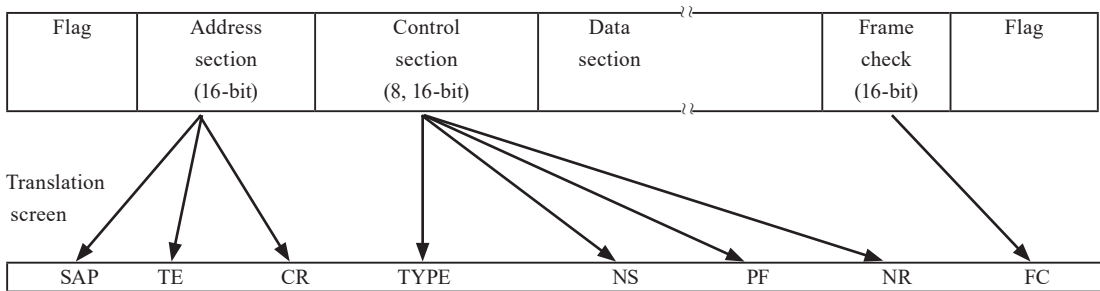 Flag Address Control Data Frame Flag
section section section check
(16-bit) (8, 16-bit) (16-bit)
Translation
screen
SAP TE CR TYPE NS PF NR FC